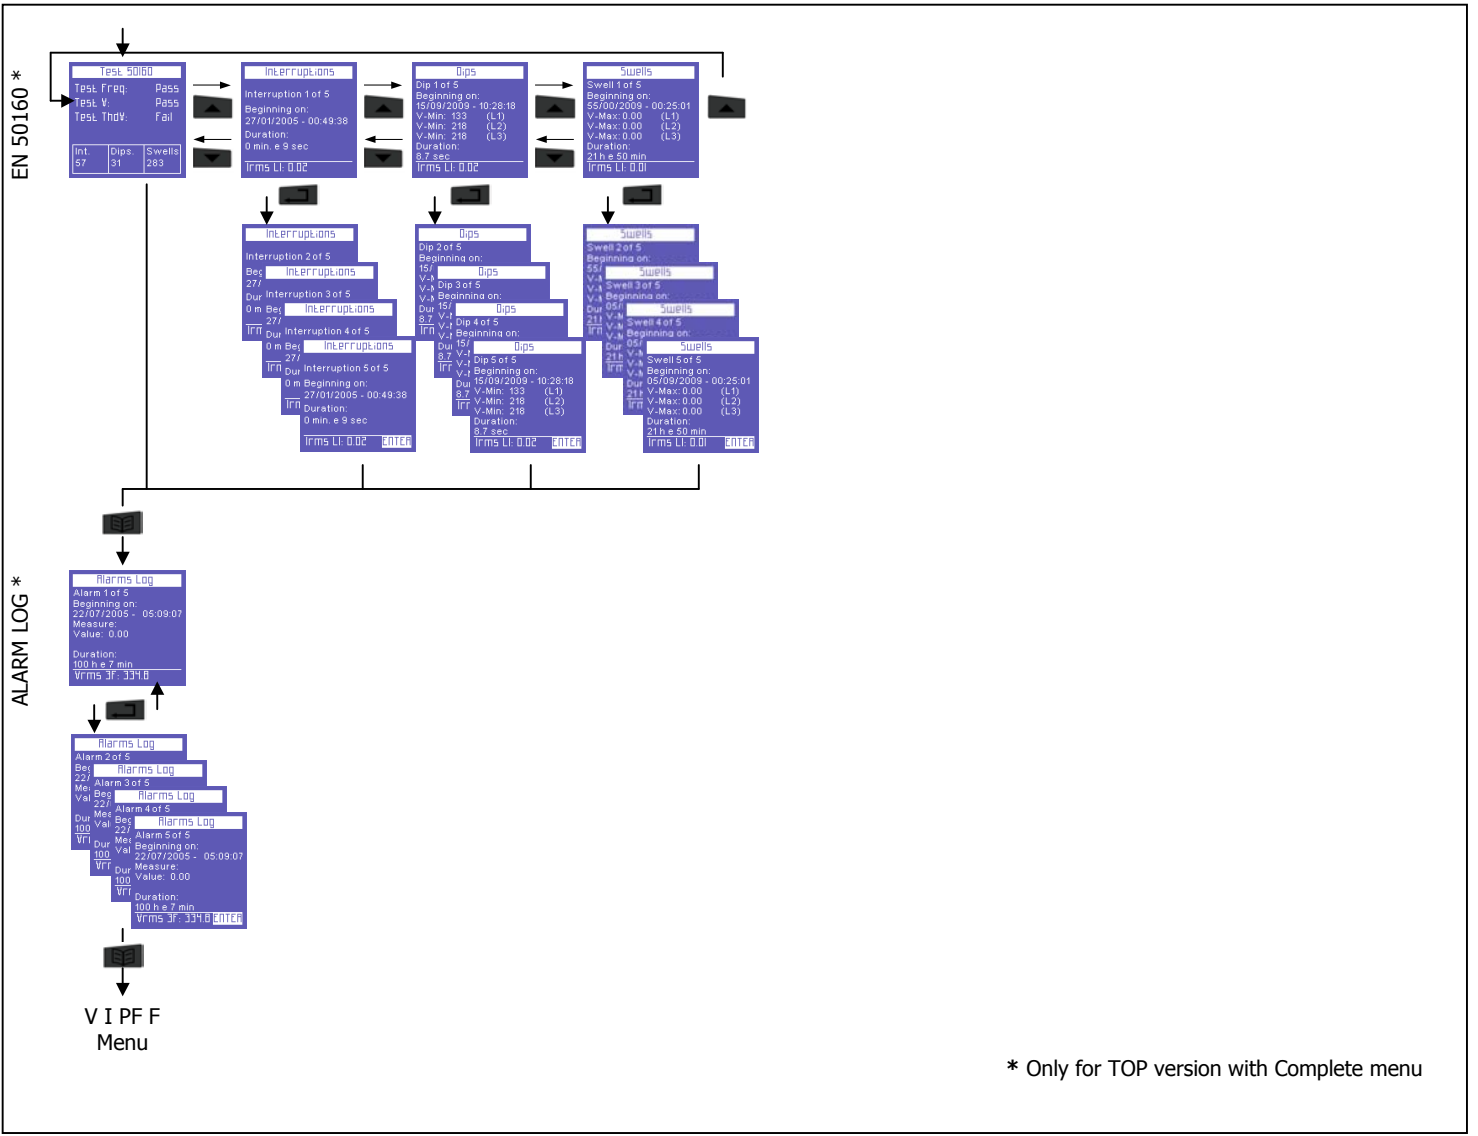 EN 50160 *
Test 50160
Test Freq: Pass
Test V: Pass
Test ThdV: Fail
Int. Dips. Swells
57 31 283
Interruptions
Interruption 1 of 5
Beginning on:
27/01/2005 - 00:49:38
Duration:
0 min. e 9 sec
Irms L1: 0.02
Dips
Dip 1 of 5
Beginning on:
15/09/2009 - 10:28:18
V-Min: 133 (L1)
V-Min: 218 (L2)
V-Min: 218 (L3)
Duration:
8.7 sec
Irms L1: 0.02
Swells
Swell 1 of 5
Beginning on:
55/00/2009 - 00:25:01
V-Max: 0.00 (L1)
V-Max: 0.00 (L2)
V-Max: 0.00 (L3)
Duration:
21 h e 50 min
Irms L1: 0.01
Interruptions
Interruption 2 of 5
Interruptions
Interruption 3 of 5
Interruptions
Interruption 4 of 5
Interruptions
Interruption 5 of 5
Beginning on:
27/01/2005 - 00:49:38
Duration:
0 min. e 9 sec
Irms L1: 0.02 ENTER
Dips
Dip 2 of 5
Beginning on:
Dips
Dip 3 of 5
Beginning on:
Dips
Dip 4 of 5
Beginning on:
Dips
Dip 5 of 5
Beginning on:
15/09/2009 - 10:28:18
V-Min: 133 (L1)
V-Min: 218 (L2)
V-Min: 218 (L3)
Duration:
8.7 sec
Irms L1: 0.02 ENTER
Swells
Swell 2 of 5
Beginning on:
Swells
Swell 3 of 5
Beginning on:
Swells
Swell 4 of 5
Beginning on:
Swells
Swell 5 of 5
Beginning on:
05/09/2009 - 00:25:01
V-Max: 0.00 (L1)
V-Max: 0.00 (L2)
V-Max: 0.00 (L3)
Duration:
21 h e 50 min
Irms L1: 0.01 ENTER
ALARM LOG *
Alarms Log
Alarm 1 of 5
Beginning on:
22/07/2005 - 05:09:07
Measure:
Value: 0.00
Duration:
100 h e 7 min
Vrms 3F: 334.8
Alarms Log
Alarm 2 of 5
Alarms Log
Alarm 3 of 5
Alarms Log
Alarm 4 of 5
Alarms Log
Alarm 5 of 5
Beginning on:
22/07/2005 - 05:09:07
Measure:
Value: 0.00
Duration:
100 h e 7 min
Vrms 3F: 334.8 ENTER
V I PF F
Menu
* Only for TOP version with Complete menu